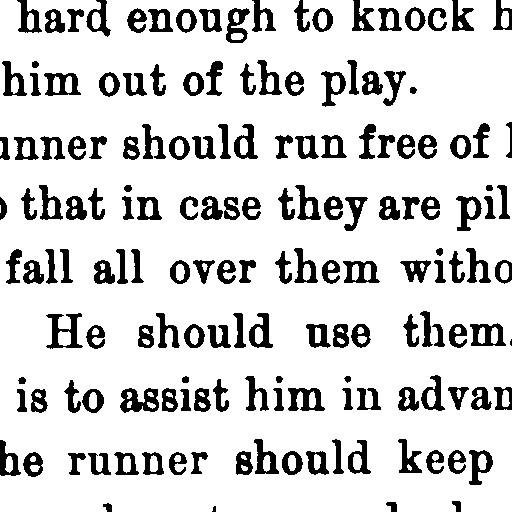 hard enough to knock h
him out of the play.
unner should run free of
that in case they are pil
fall all over them witho
He should use them.
is to assist him in advan
he runner should keep